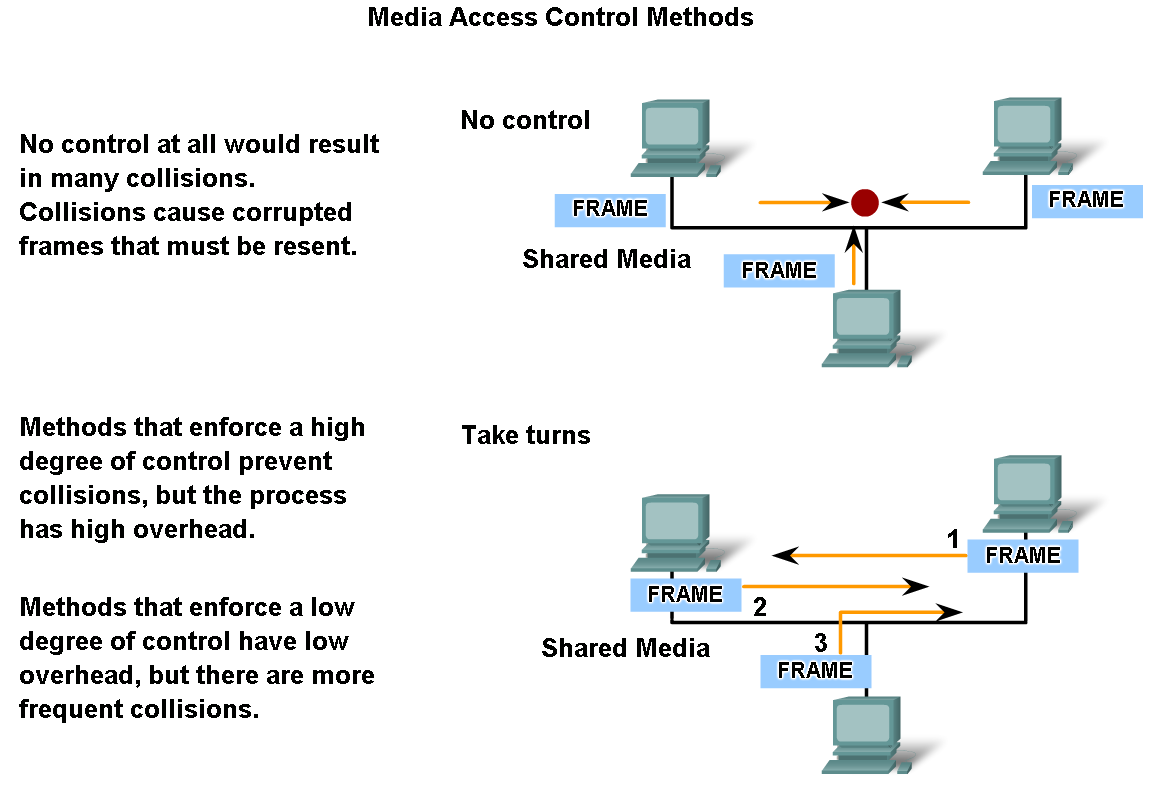 Media Access Control Methods
No control at all would result
in many collisions.
Collisions cause corrupted
frames that must be resent.
No control
FRAME
FRAME
Shared Media
FRAME
Methods that enforce a high
degree of control prevent
collisions, but the process
has high overhead.
Methods that enforce a low
degree of control have low
overhead, but there are more
frequent collisions.
Take turns
1
FRAME
FRAME
2
3
Shared Media
FRAME